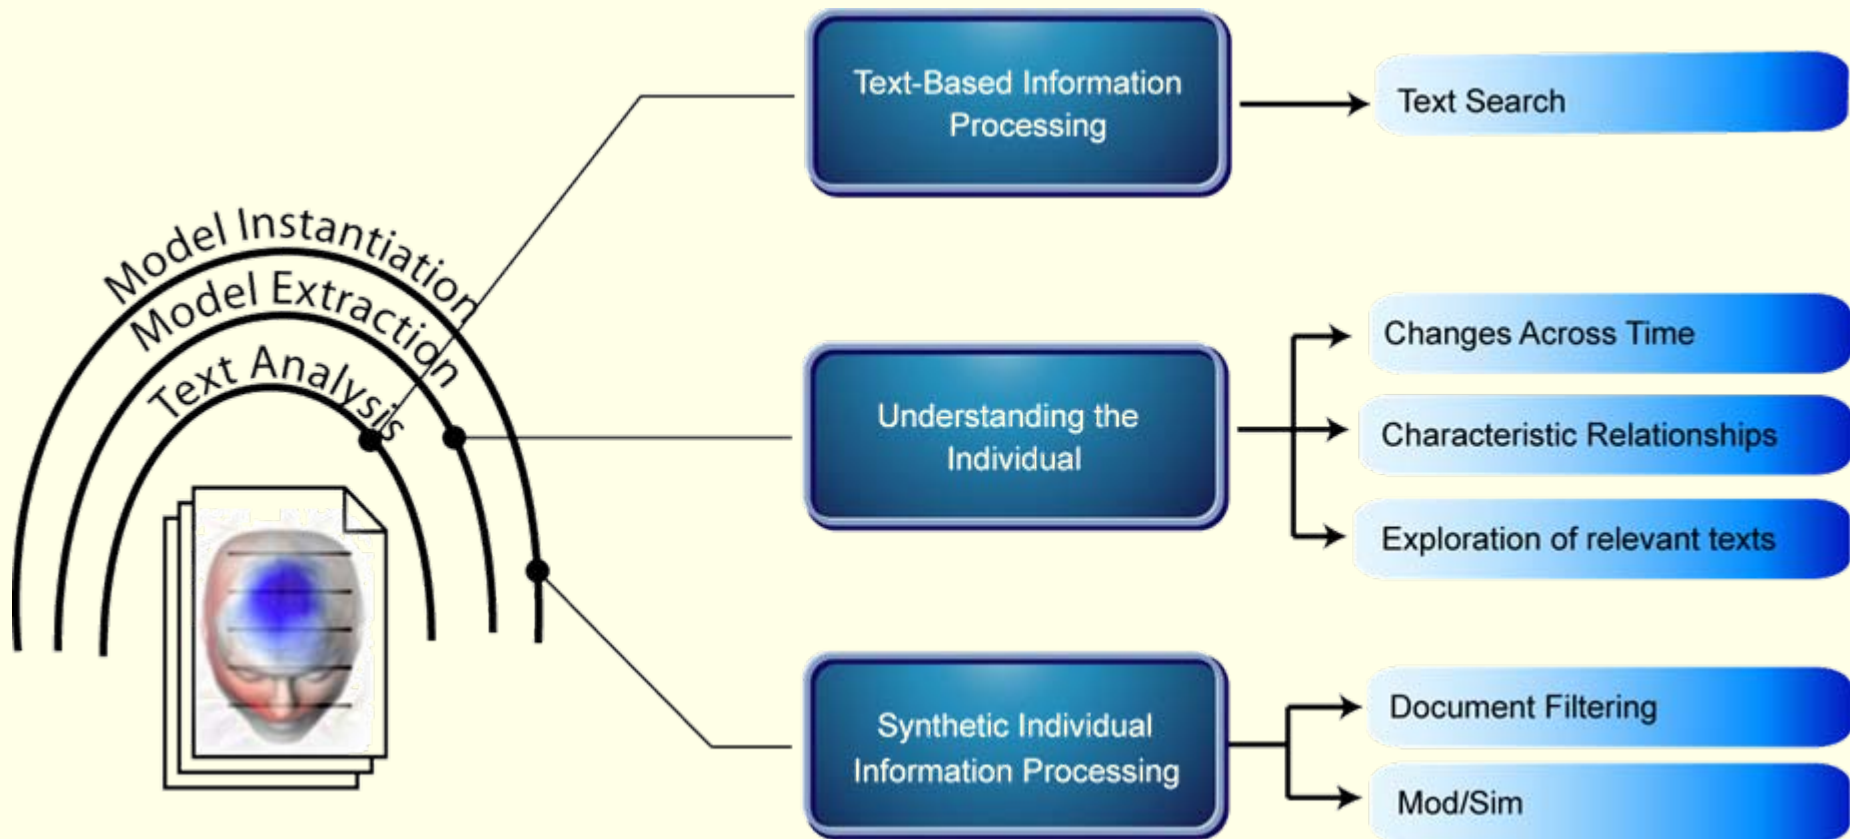 Model Instantiation
Model Extraction
Text Analysis
Text-Based Information
Processing
Text Search
Understanding the
Individual
Changes Across Time
Characteristic Relationships
Exploration of relevant texts
Synthetic Individual
Information Processing
Document Filtering
Mod/Sim